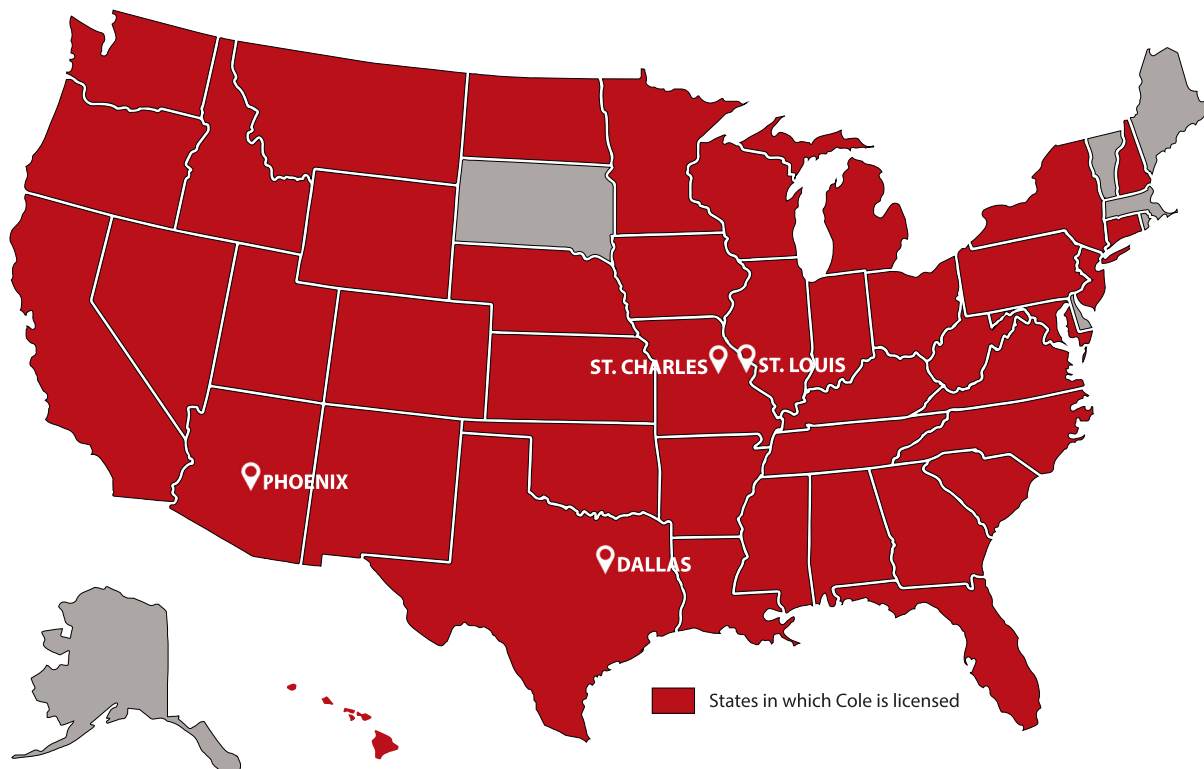 ST. CHARLES
ST. LOUIS
PHOENIX
DALLAS
States in which Cole is licensed